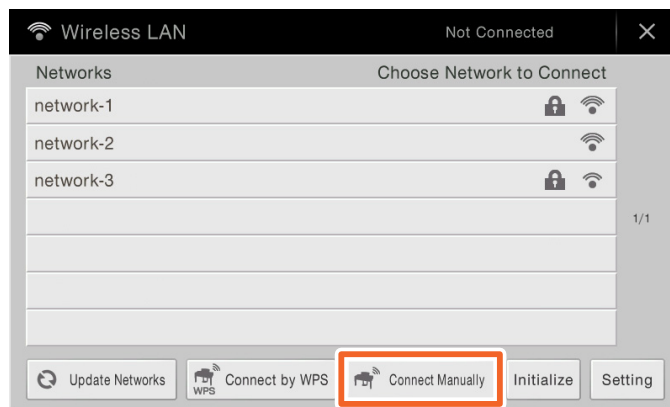 Wireless LAN Not Connected
Networks Choose Network to Connect
network-1
network-2
network-3
1/1
Update Networks WPS Connect by WPS Connect Manually Initialize Setting